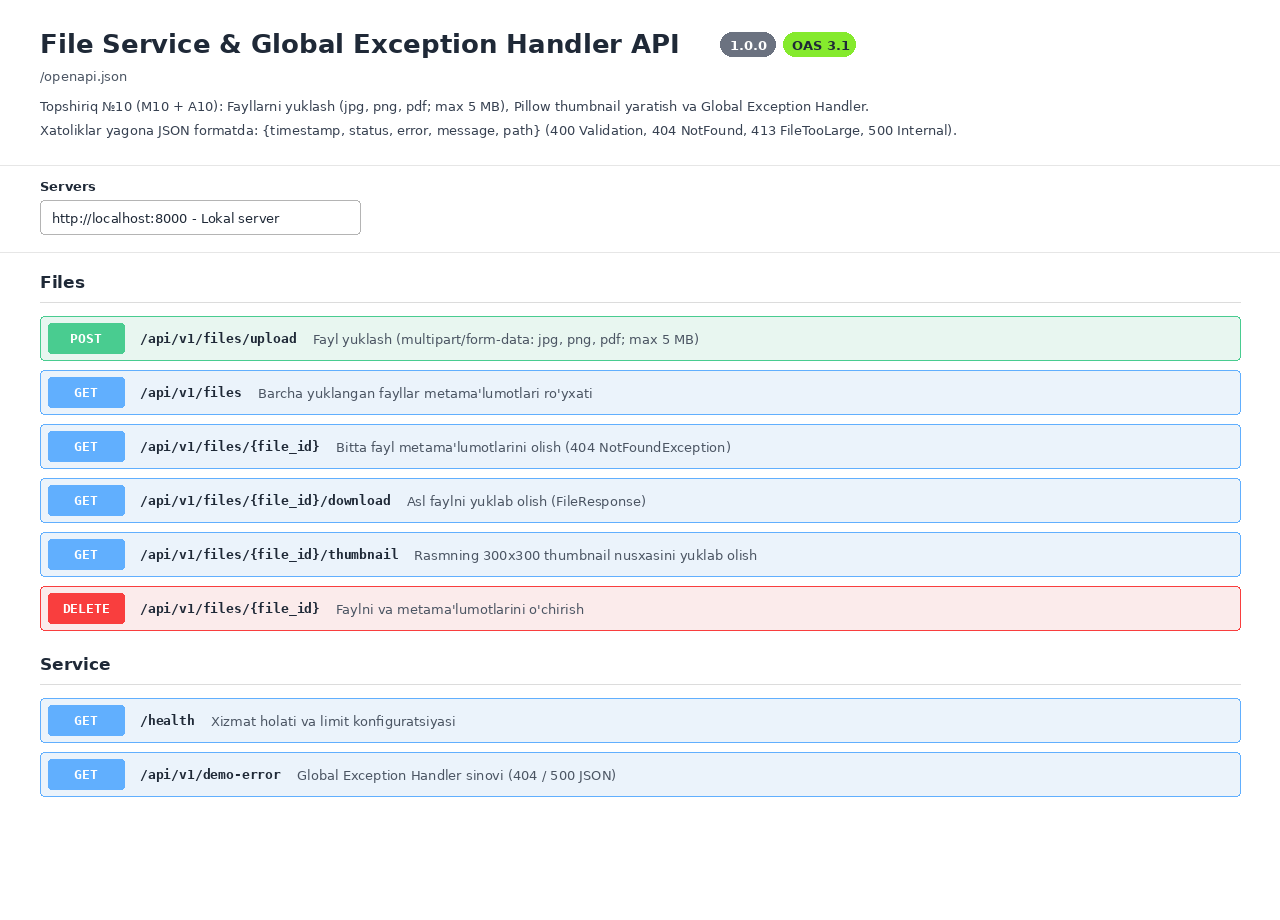 File Service & Global Exception Handler API 1.0.0 OAS 3.1
/openapi.json
Topshiriq №10 (M10 + A10): Fayllarni yuklash (jpg, png, pdf; max 5 MB), Pillow thumbnail yaratish va Global Exception Handler.
Xatoliklar yagona JSON formatda: {timestamp, status, error, message, path} (400 Validation, 404 NotFound, 413 FileTooLarge, 500 Internal).
Servers
http://localhost:8000 - Lokal server
Files
POST /api/v1/files/upload Fayl yuklash (multipart/form-data: jpg, png, pdf; max 5 MB)
GET /api/v1/files Barcha yuklangan fayllar metama'lumotlari ro'yxati
GET /api/v1/files/{file_id} Bitta fayl metama'lumotlarini olish (404 NotFoundException)
GET /api/v1/files/{file_id}/download Asl faylni yuklab olish (FileResponse)
GET /api/v1/files/{file_id}/thumbnail Rasmning 300x300 thumbnail nusxasini yuklab olish
DELETE /api/v1/files/{file_id} Faylni va metama'lumotlarini o'chirish
Service
GET /health Xizmat holati va limit konfiguratsiyasi
GET /api/v1/demo-error Global Exception Handler sinovi (404 / 500 JSON)